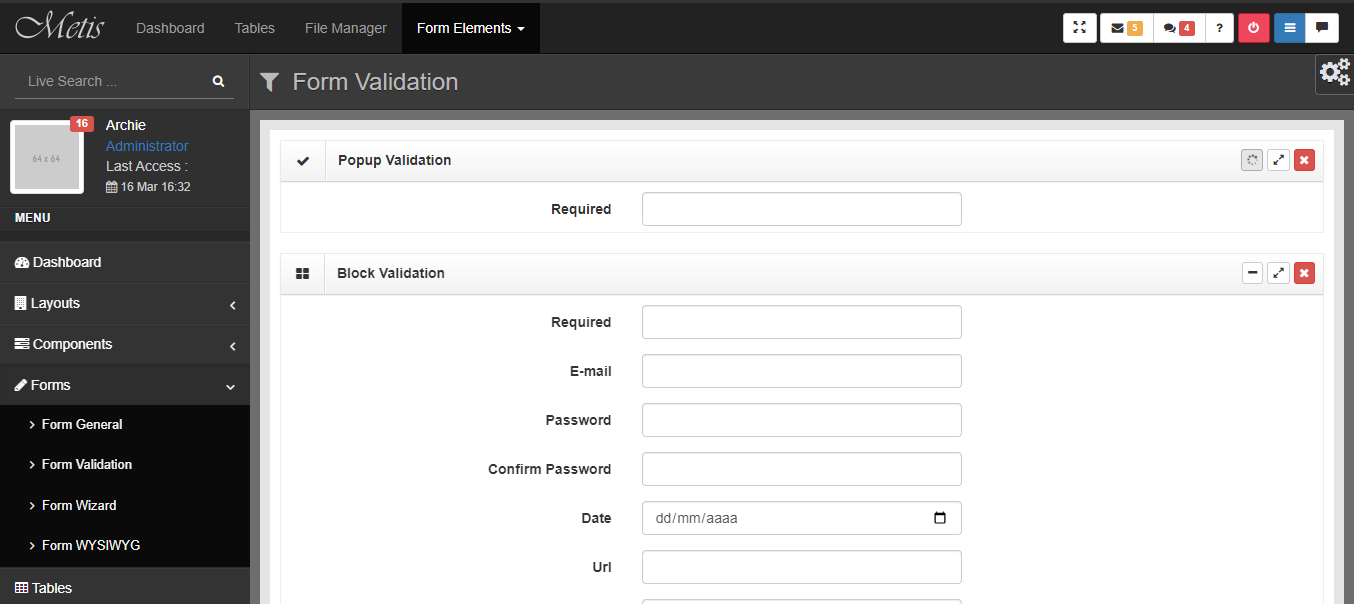 Metis
Dashboard
Tables
File Manager
Form Elements
5
4
?
Live Search ...
Form Validation
64 x 64
16
Archie
Administrator
Last Access :
16 Mar 16:32
MENU
Dashboard
Layouts
Components
Forms
Form General
Form Validation
Form Wizard
Form WYSIWYG
Tables
Popup Validation
Required
Block Validation
Required
E-mail
Password
Confirm Password
Date
dd/mm/aaaa
Url